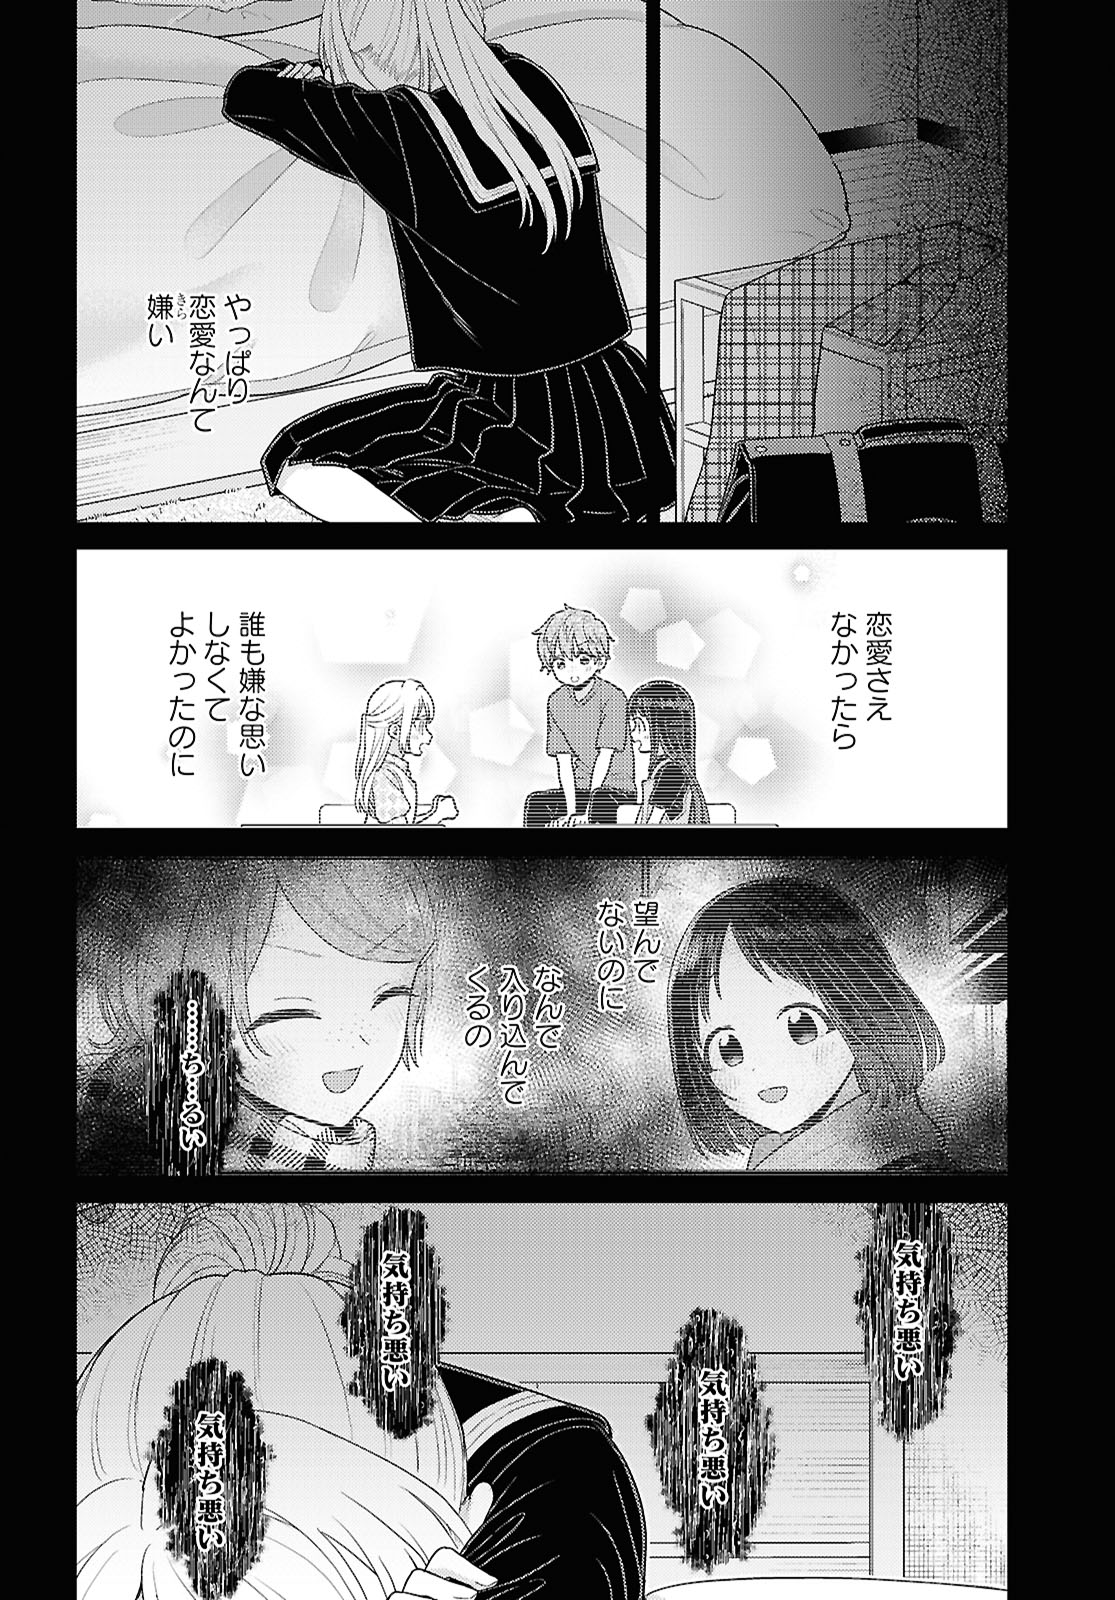 やっぱり
恋愛なんて
嫌い
きら
恋愛さえ
なかったら
誰も嫌な思い
しなくて
よかったのに
望んで
ないのに
なんで
入り込んで
くるの
………ち…るい
気持ち悪い
気持ち悪い
気持ち悪い
気持ち悪い